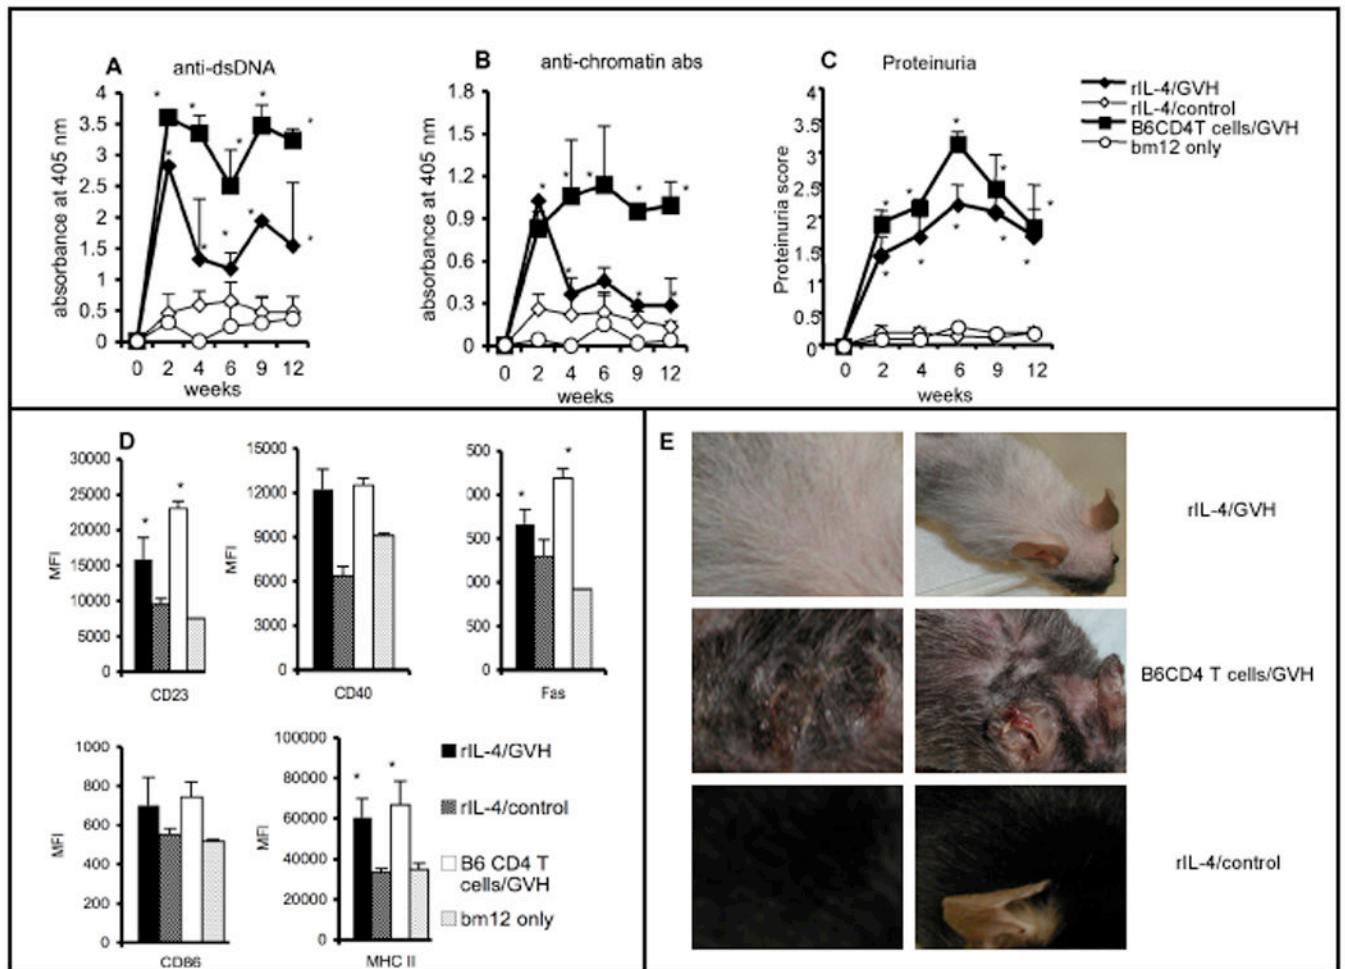 A
anti-dsDNA
absorbance at 405 nm
4
3.5
3
2.5
2
1.5
1
0.5
0
0 2 4 6 9 12
weeks
B
anti-chromatin abs
absorbance at 405 nm
1.8
1.5
1.2
0.9
0.6
0.3
0
0 2 4 6 9 12
weeks
C
Proteinuria
Proteinuria score
4
3.5
3
2.5
2
1.5
1
0.5
0
0 2 4 6 9 12
weeks
rIL-4/GVH
rIL-4/control
B6CD4T cells/GVH
bm12 only
D
MFI
30000
25000
20000
15000
10000
5000
0
CD23
MFI
15000
12000
9000
6000
3000
0
CD40
500
500
000
500
0
Fas
MFI
1000
800
600
400
200
0
CD86
MFI
100000
80000
60000
40000
20000
0
MHC II
rIL-4/GVH
rIL-4/control
B6 CD4 T
cells/GVH
bm12 only
E
rIL-4/GVH
B6CD4 T cells/GVH
rIL-4/control